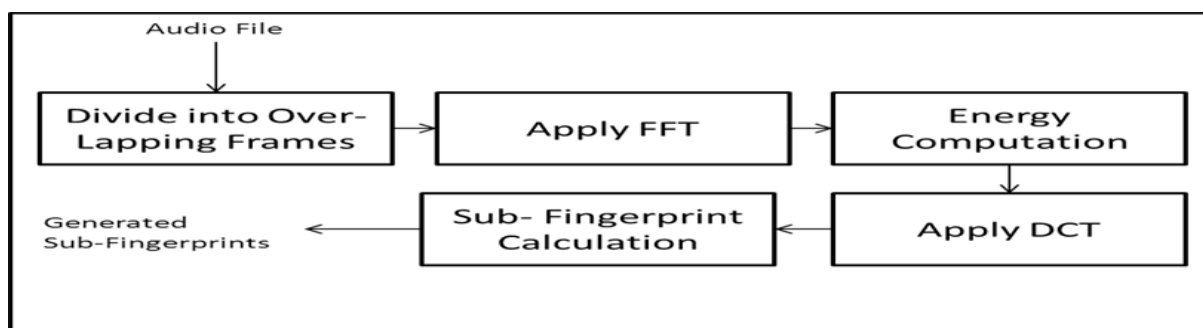 Audio File
Divide into Over-
Lapping Frames
Apply FFT
Energy
Computation
Apply DCT
Sub- Fingerprint
Calculation
Generated
Sub-Fingerprints